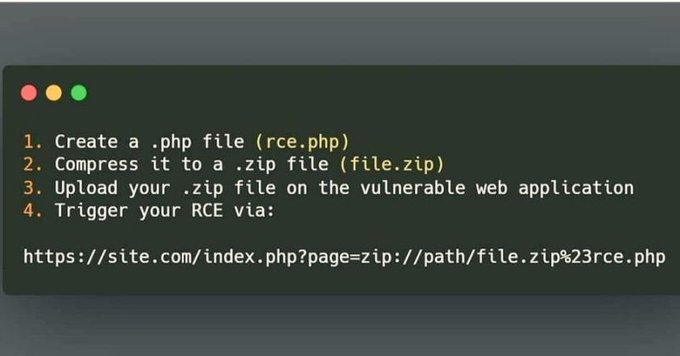 1. Create a .php file (rce.php)
2. Compress it to a .zip file (file.zip)
3. Upload your .zip file on the vulnerable web application
4. Trigger your RCE via:
https://site.com/index.php?page=zip://path/file.zip%23rce.php